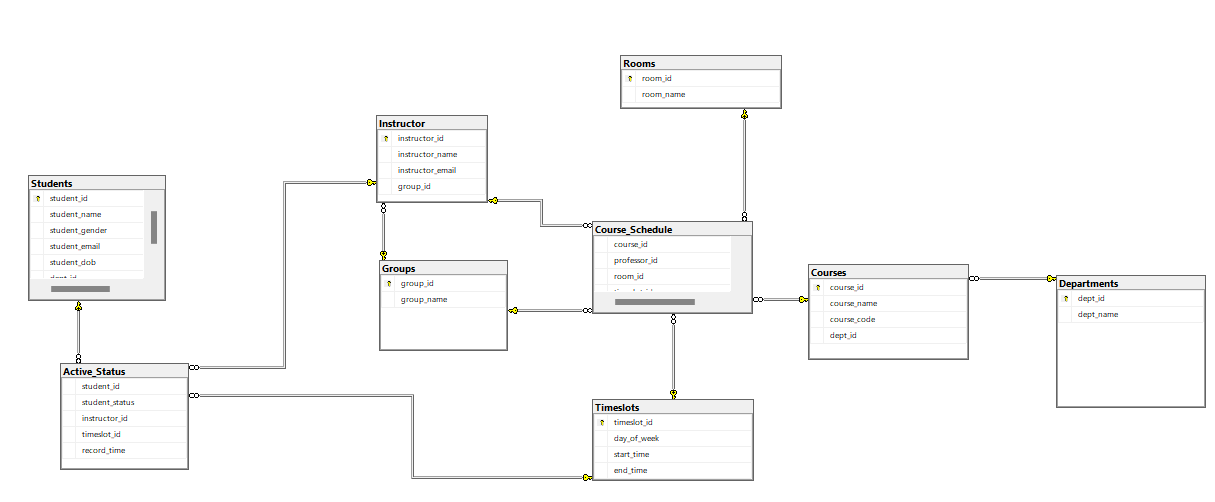 Rooms
room_id
room_name
Instructor
instructor_id
instructor_name
instructor_email
group_id
Students
student_id
student_name
student_gender
student_email
student_dob
dept_id
Course_Schedule
course_id
professor_id
room_id
timeslot_id
Groups
group_id
group_name
Courses
course_id
course_name
course_code
dept_id
Departments
dept_id
dept_name
Active_Status
student_id
student_status
instructor_id
timeslot_id
record_time
Timeslots
timeslot_id
day_of_week
start_time
end_time